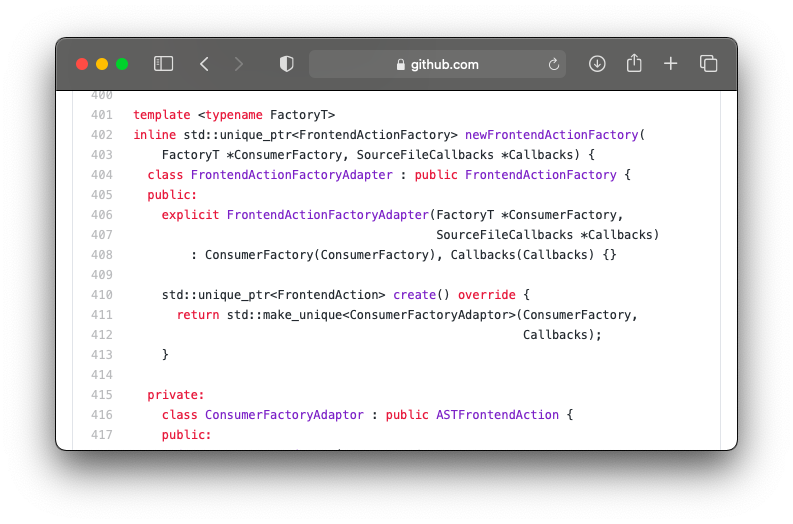 github.com
400
401 template <typename FactoryT>
402 inline std::unique_ptr<FrontendActionFactory> newFrontendActionFactory(
403     FactoryT *ConsumerFactory, SourceFileCallbacks *Callbacks) {
404   class FrontendActionFactoryAdapter : public FrontendActionFactory {
405   public:
406     explicit FrontendActionFactoryAdapter(FactoryT *ConsumerFactory,
407                                           SourceFileCallbacks *Callbacks)
408         : ConsumerFactory(ConsumerFactory), Callbacks(Callbacks) {}
409
410     std::unique_ptr<FrontendAction> create() override {
411       return std::make_unique<ConsumerFactoryAdaptor>(ConsumerFactory,
412                                                       Callbacks);
413     }
414
415   private:
416     class ConsumerFactoryAdaptor : public ASTFrontendAction {
417     public: